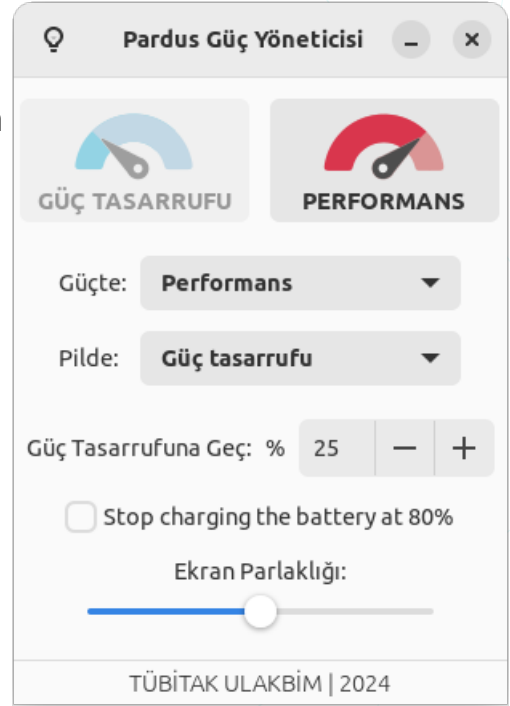 Pardus Güç Yöneticisi
GÜÇ TASARRUFU
PERFORMANS
Güçte: Performans
Pilde: Güç tasarrufu
Güç Tasarrufuna Geç: % 25
Stop charging the battery at 80%
Ekran Parlaklığı:
TÜBİTAK ULAKBİM | 2024